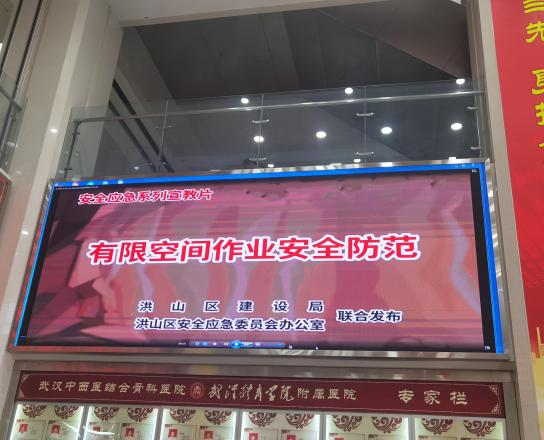 安全应急系列宣教片
有限空间作业安全防范
洪山区建设局
洪山区安全应急委员会办公室
联合发布
武汉中西医结合骨科医院 武汉体育学院附属医院 专家栏